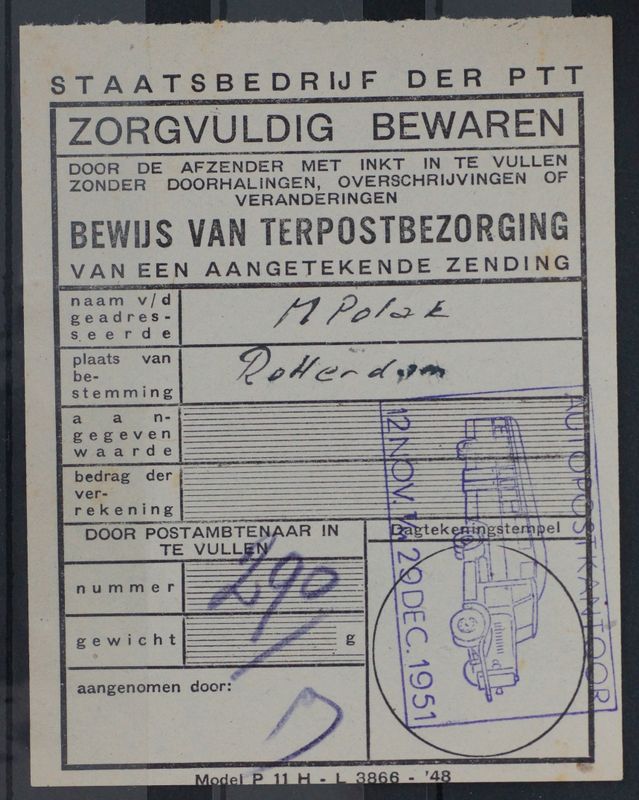 STAATSBEDRIJF DER PTT
ZORGVULDIG BEWAREN
DOOR DE AFZENDER MET INKT IN TE VULLEN
ZONDER DOORHALINGEN, OVERSCHRIJVINGEN OF
VERANDERINGEN
BEWIJS VAN TERPOSTBEZORGING
VAN EEN AANGETEKENDE ZENDING
naam v/d
geadres-
seerde
M Polak
plaats van
be-
stemming
Rotterdam
aan-
gegeven
waarde
bedrag der
ver-
rekening
DOOR POSTAMBTENAAR IN
TE VULLEN
nummer
290
gewicht
g
aangenomen door:
Dagtekeningstempel
AUTOPOSTKANTOOR
12 NOV. t/m 29 DEC. 1951
Model P 11 H - L 3866 - '48